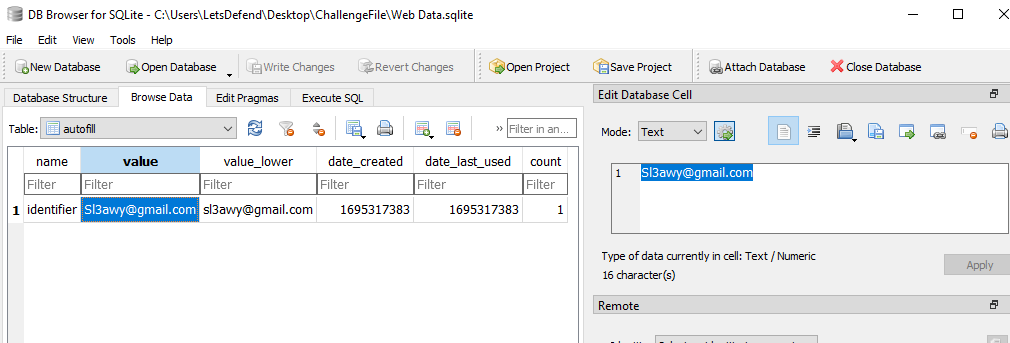 DB Browser for SQLite - C:\Users\LetsDefend\Desktop\ChallengeFile\Web Data.sqlite
File Edit View Tools Help
New Database Open Database Write Changes Revert Changes Open Project Save Project Attach Database Close Database
Database Structure Browse Data Edit Pragmas Execute SQL
Table: autofill » Filter in an...
name value value_lower date_created date_last_used count
Filter Filter Filter Filter Filter Filter
1 identifier Sl3awy@gmail.com sl3awy@gmail.com 1695317383 1695317383 1
Edit Database Cell
Mode: Text
1 Sl3awy@gmail.com
Type of data currently in cell: Text / Numeric
16 character(s)
Apply
Remote